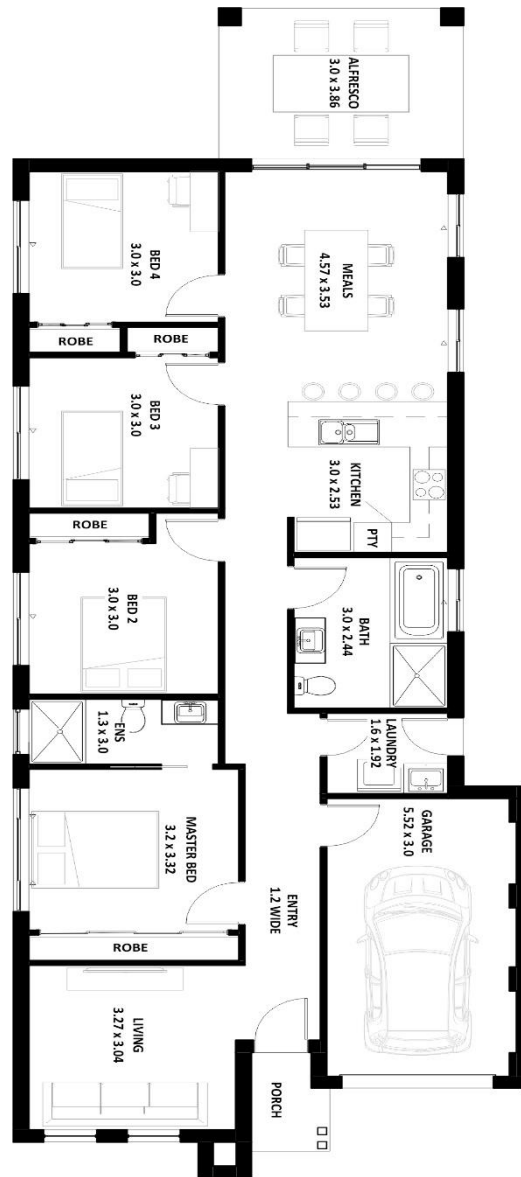 ALFRESCO
3.0 x 3.86
BED 4
3.0 x 3.0
MEALS
4.57 x 3.53
ROBE
ROBE
BED 3
3.0 x 3.0
KITCHEN
3.0 x 2.53
PTY
ROBE
BED 2
3.0 x 3.0
BATH
3.0 x 2.44
ENS
1.3 x 3.0
LAUNDRY
1.6 x 1.92
MASTER BED
3.2 x 3.32
GARAGE
5.52 x 3.0
ENTRY
1.2 WIDE
ROBE
LIVING
3.27 x 3.04
PORCH